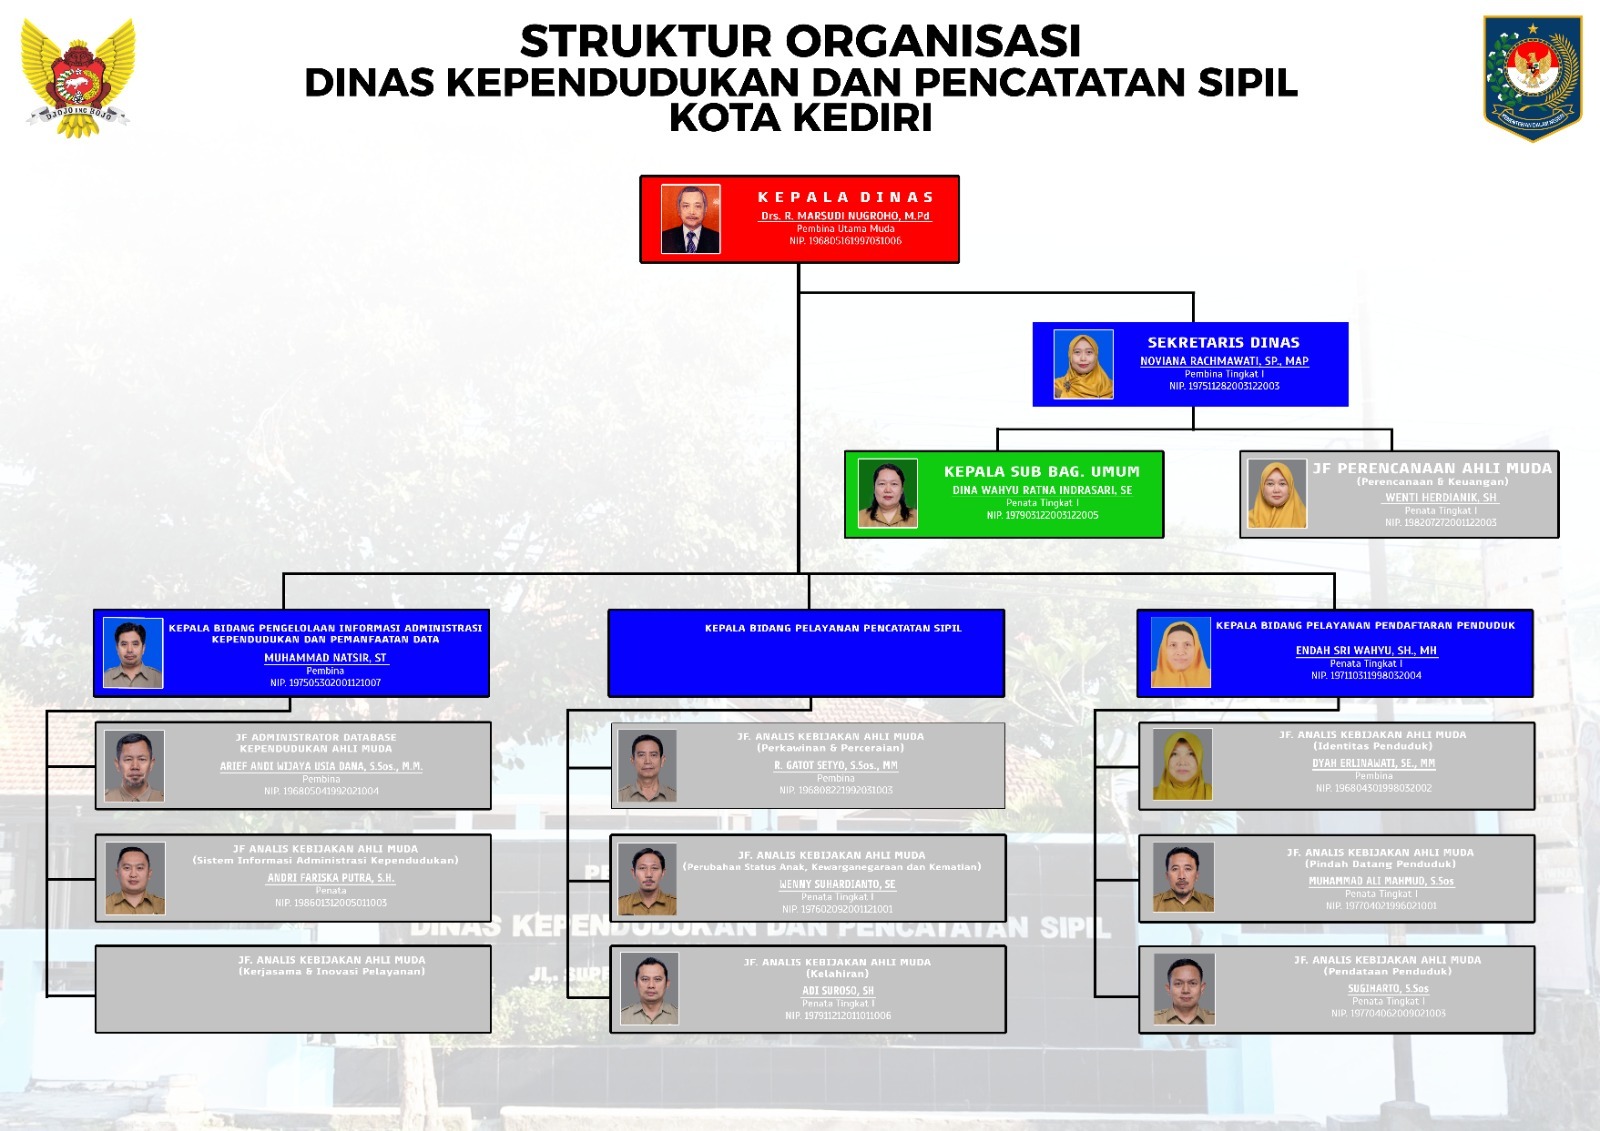 STRUKTUR ORGANISASI
DINAS KEPENDUDUKAN DAN PENCATATAN SIPIL
KOTA KEDIRI
DJOJO ING BOJO
KEMENTERIAN DALAM NEGERI
KEPALA DINAS
Drs. R. MARSUDI NUGROHO, M.Pd
Pembina Utama Muda
NIP. 196805161997031006
SEKRETARIS DINAS
NOVIANA RACHMAWATI, SP., MAP
Pembina Tingkat I
NIP. 197511282003122003
KEPALA SUB BAG. UMUM
DINA WAHYU RATNA INDRASARI, SE
Penata Tingkat I
NIP. 197903122003122005
JF PERENCANAAN AHLI MUDA
(Perencanaan & Keuangan)
WENTI HERDIANIK, SH
Penata Tingkat I
NIP. 198207272001122003
KEPALA BIDANG PENGELOLAAN INFORMASI ADMINISTRASI
KEPENDUDUKAN DAN PEMANFAATAN DATA
MUHAMMAD NATSIR, ST
Pembina
NIP. 197505302001121007
KEPALA BIDANG PELAYANAN PENCATATAN SIPIL
KEPALA BIDANG PELAYANAN PENDAFTARAN PENDUDUK
ENDAH SRI WAHYU, SH., MH
Penata Tingkat I
NIP. 197110311998032004
JF ADMINISTRATOR DATABASE
KEPENDUDUKAN AHLI MUDA
ARIEF ANDI WIJAYA USIA DANA, S.Sos., M.M.
Pembina
NIP. 196805041992021004
JF. ANALIS KEBIJAKAN AHLI MUDA
(Perkawinan & Perceraian)
R. GATOT SETYO, S.Sos., MM
Pembina
NIP. 196808221992031003
JF. ANALIS KEBIJAKAN AHLI MUDA
(Identitas Penduduk)
DYAH ERLINAWATI, SE., MM
Pembina
NIP. 196804301998032002
JF ANALIS KEBIJAKAN AHLI MUDA
(Sistem Informasi Administrasi Kependudukan)
ANDRI FARISKA PUTRA, S.H.
Penata
NIP. 198601312005011003
JF. ANALIS KEBIJAKAN AHLI MUDA
(Perubahan Status Anak, Kewarganegaraan dan Kematian)
WENNY SUHARDIANTO, SE
Penata Tingkat I
NIP. 197602092001121001
JF. ANALIS KEBIJAKAN AHLI MUDA
(Pindah Datang Penduduk)
MUHAMMAD ALI MAHMUD, S.Sos
Penata Tingkat I
NIP. 197704021996021001
DINAS KEPENDUDUKAN DAN PENCATATAN SIPIL
JF. ANALIS KEBIJAKAN AHLI MUDA
(Kerjasama & Inovasi Pelayanan)
JF. ANALIS KEBIJAKAN AHLI MUDA
(Kelahiran)
ADI SUROSO, SH
Penata Tingkat I
NIP. 197911212011011006
JF. ANALIS KEBIJAKAN AHLI MUDA
(Pendataan Penduduk)
SUGIHARTO, S.Sos
Penata Tingkat I
NIP. 197704062009021003